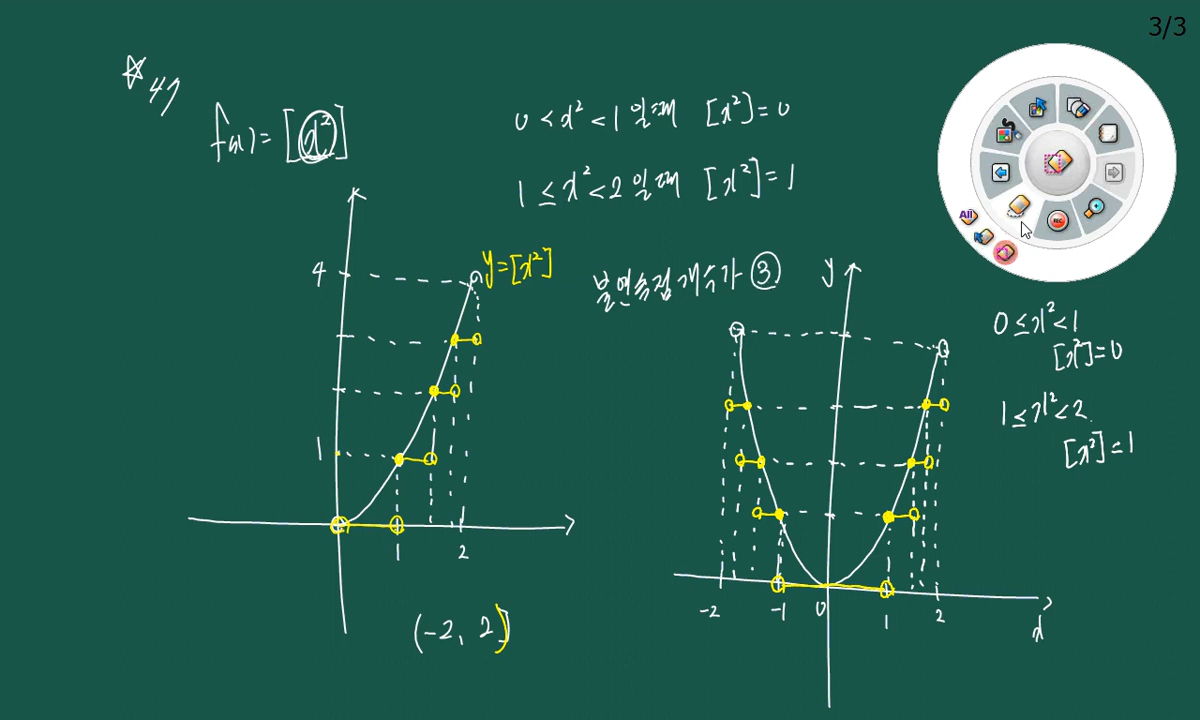 3/3
☆ 47
f(x) = [x²]
0 < x² < 1 일때 [x²] = 0
1 ≤ x² < 2 일때 [x²] = 1
All
REC
4
y = [x²]
불연속점 개수가 ③
y
0 ≤ x² < 1
[x²] = 0
1 ≤ x² < 2
[x²] = 1
1
1 2
-2 -1 0 1 2
x
(-2, 2)